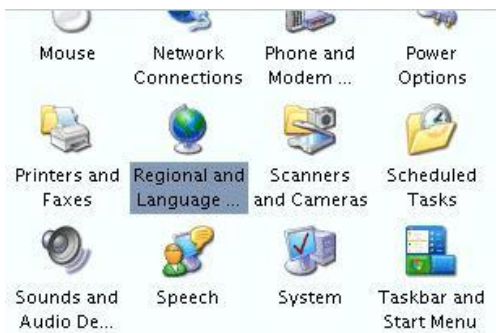 Mouse
Network
Connections
Phone and
Modem ...
Power
Options
Printers and
Faxes
Regional and
Language ...
Scanners
and Cameras
Scheduled
Tasks
Sounds and
Audio De...
Speech
System
Taskbar and
Start Menu